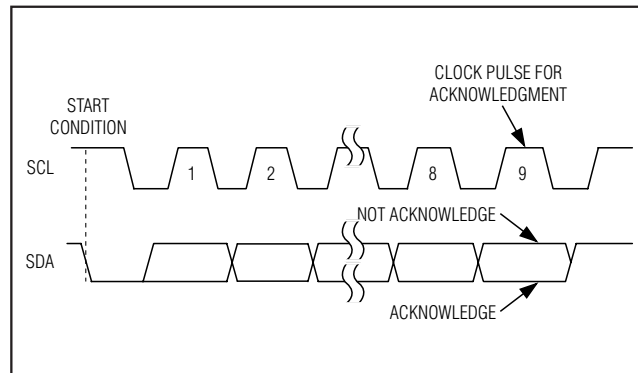 CLOCK PULSE FOR
ACKNOWLEDGMENT
START
CONDITION
SCL
1
2
8
9
NOT ACKNOWLEDGE
SDA
ACKNOWLEDGE